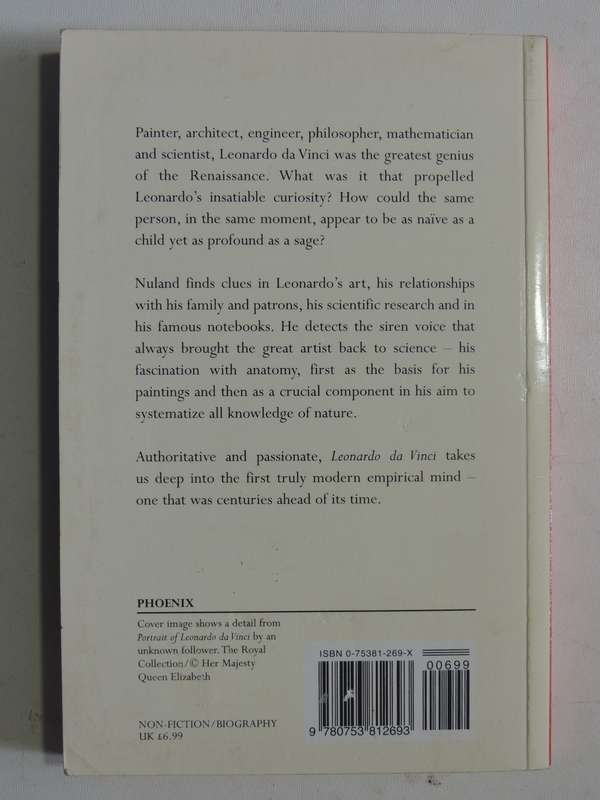 Painter, architect, engineer, philosopher, mathematician
and scientist, Leonardo da Vinci was the greatest genius
of the Renaissance. What was it that propelled
Leonardo's insatiable curiosity? How could the same
person, in the same moment, appear to be as naïve as a
child yet as profound as a sage?
Nuland finds clues in Leonardo's art, his relationships
with his family and patrons, his scientific research and in
his famous notebooks. He detects the siren voice that
always brought the great artist back to science – his
fascination with anatomy, first as the basis for his
paintings and then as a crucial component in his aim to
systematize all knowledge of nature.
Authoritative and passionate, Leonardo da Vinci takes
us deep into the first truly modern empirical mind –
one that was centuries ahead of its time.
PHOENIX
Cover image shows a detail from
Portrait of Leonardo da Vinci by an
unknown follower. The Royal
Collection/© Her Majesty
Queen Elizabeth
NON-FICTION/BIOGRAPHY
UK £6.99
ISBN 0-75381-269-X
00699
9 780753 812693